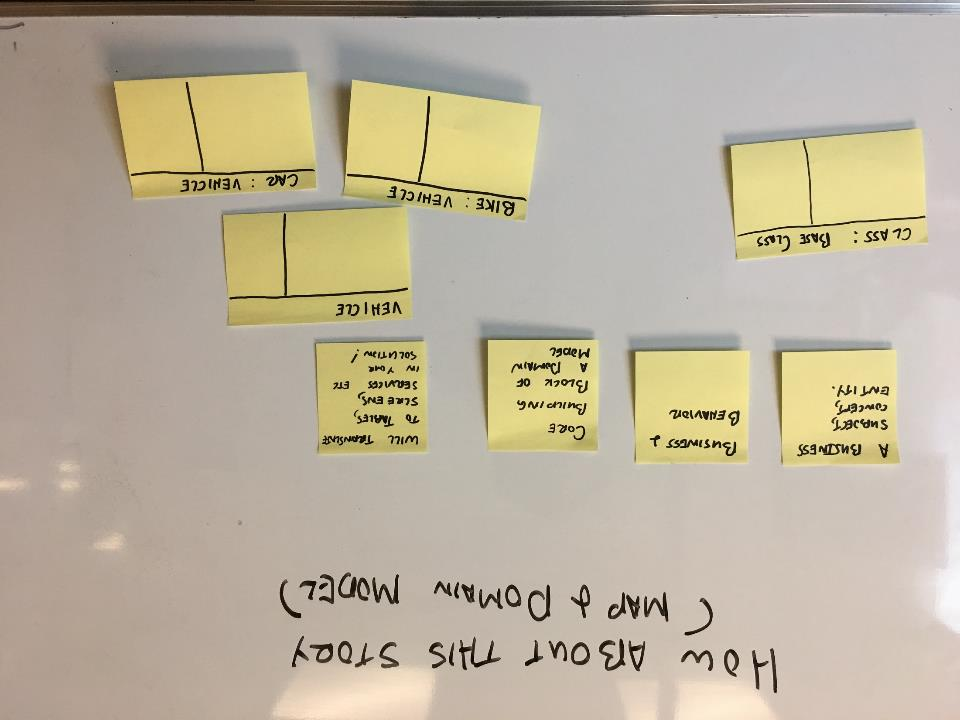 HOW ABOUT THIS STORY
( MAP & DOMAIN MODEL)
A BUSINESS
SUBJECT,
CONCEPT,
ENTITY.
BUSINESS &
BEHAVIOR
CORE
BUILDING
BLOCK OF
A DOMAIN
MODEL
WILL TRANSLATE
TO TABLES,
SCREENS,
SERVICES ETC
IN YOUR
SOLUTION!
CLASS: BASE CLASS
VEHICLE
BIKE: VEHICLE
CAR: VEHICLE